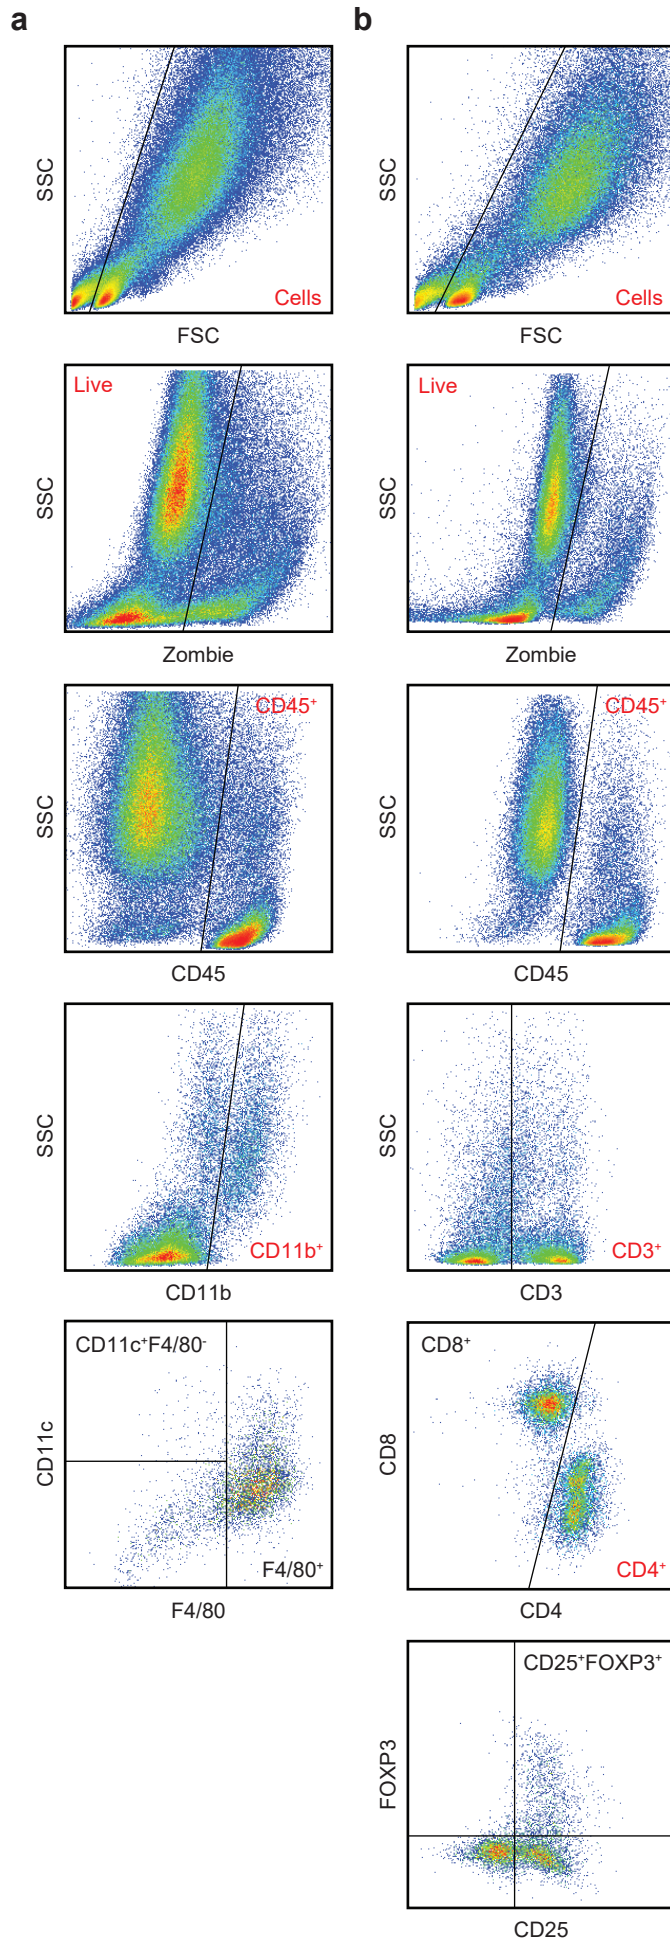 a
SSC
Cells
FSC
Live
SSC
Zombie
CD45⁺
SSC
CD45
SSC
CD11b⁺
CD11b
CD11c⁺F4/80⁻
CD11c
F4/80⁺
F4/80
b
SSC
Cells
FSC
Live
SSC
Zombie
CD45⁺
SSC
CD45
SSC
CD3⁺
CD3
CD8⁺
CD8
CD4⁺
CD4
CD25⁺FOXP3⁺
FOXP3
CD25